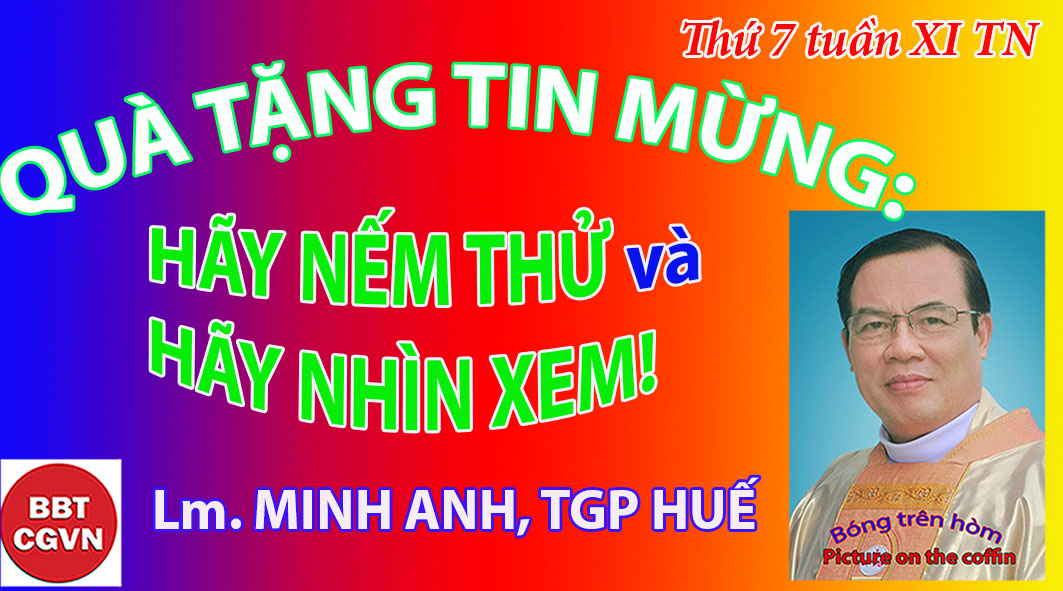 Thứ 7 tuần XI TN
QUÀ TẶNG TIN MỪNG:
HÃY NẾM THỬ và
HÃY NHÌN XEM!
BBT
CGVN
Lm. MINH ANH, TGP HUẾ
Bóng trên hòm
Picture on the coffin